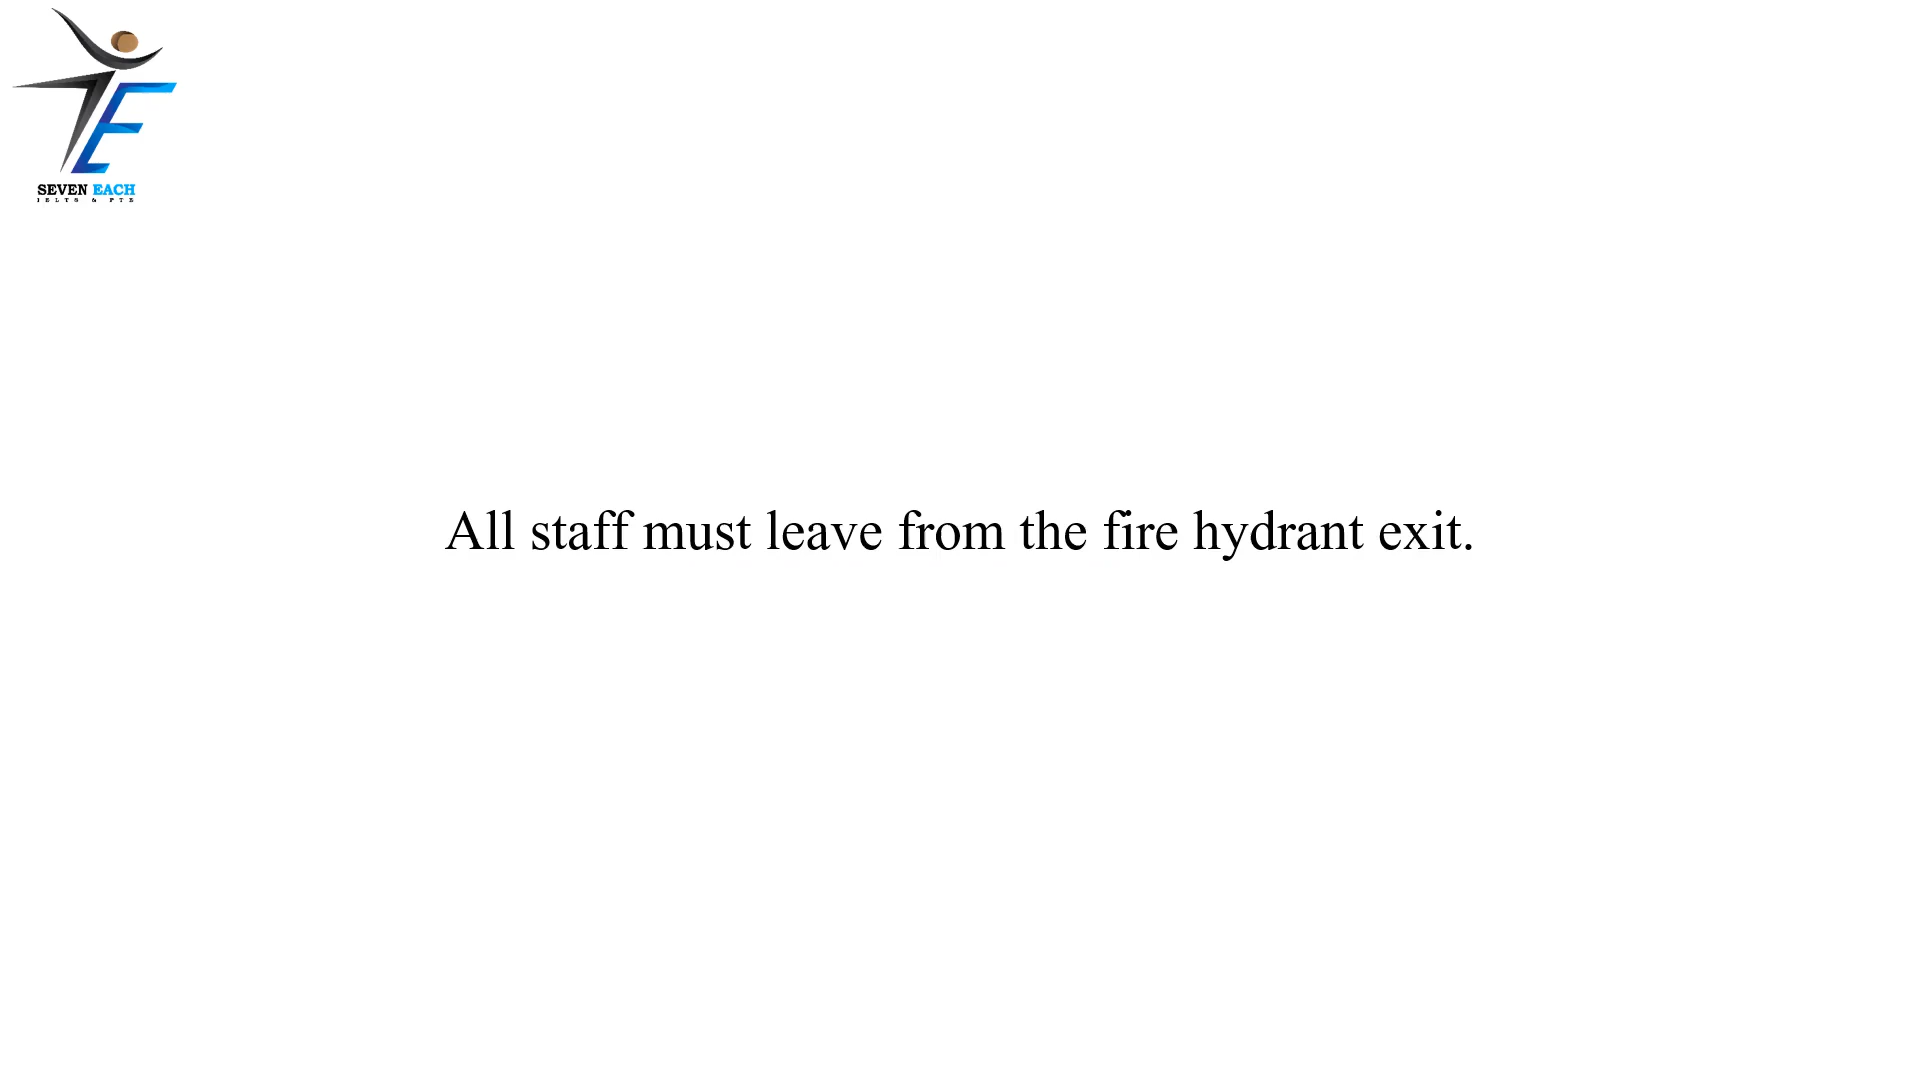 SEVEN EACH
IELTS & PTE
All staff must leave from the fire hydrant exit.